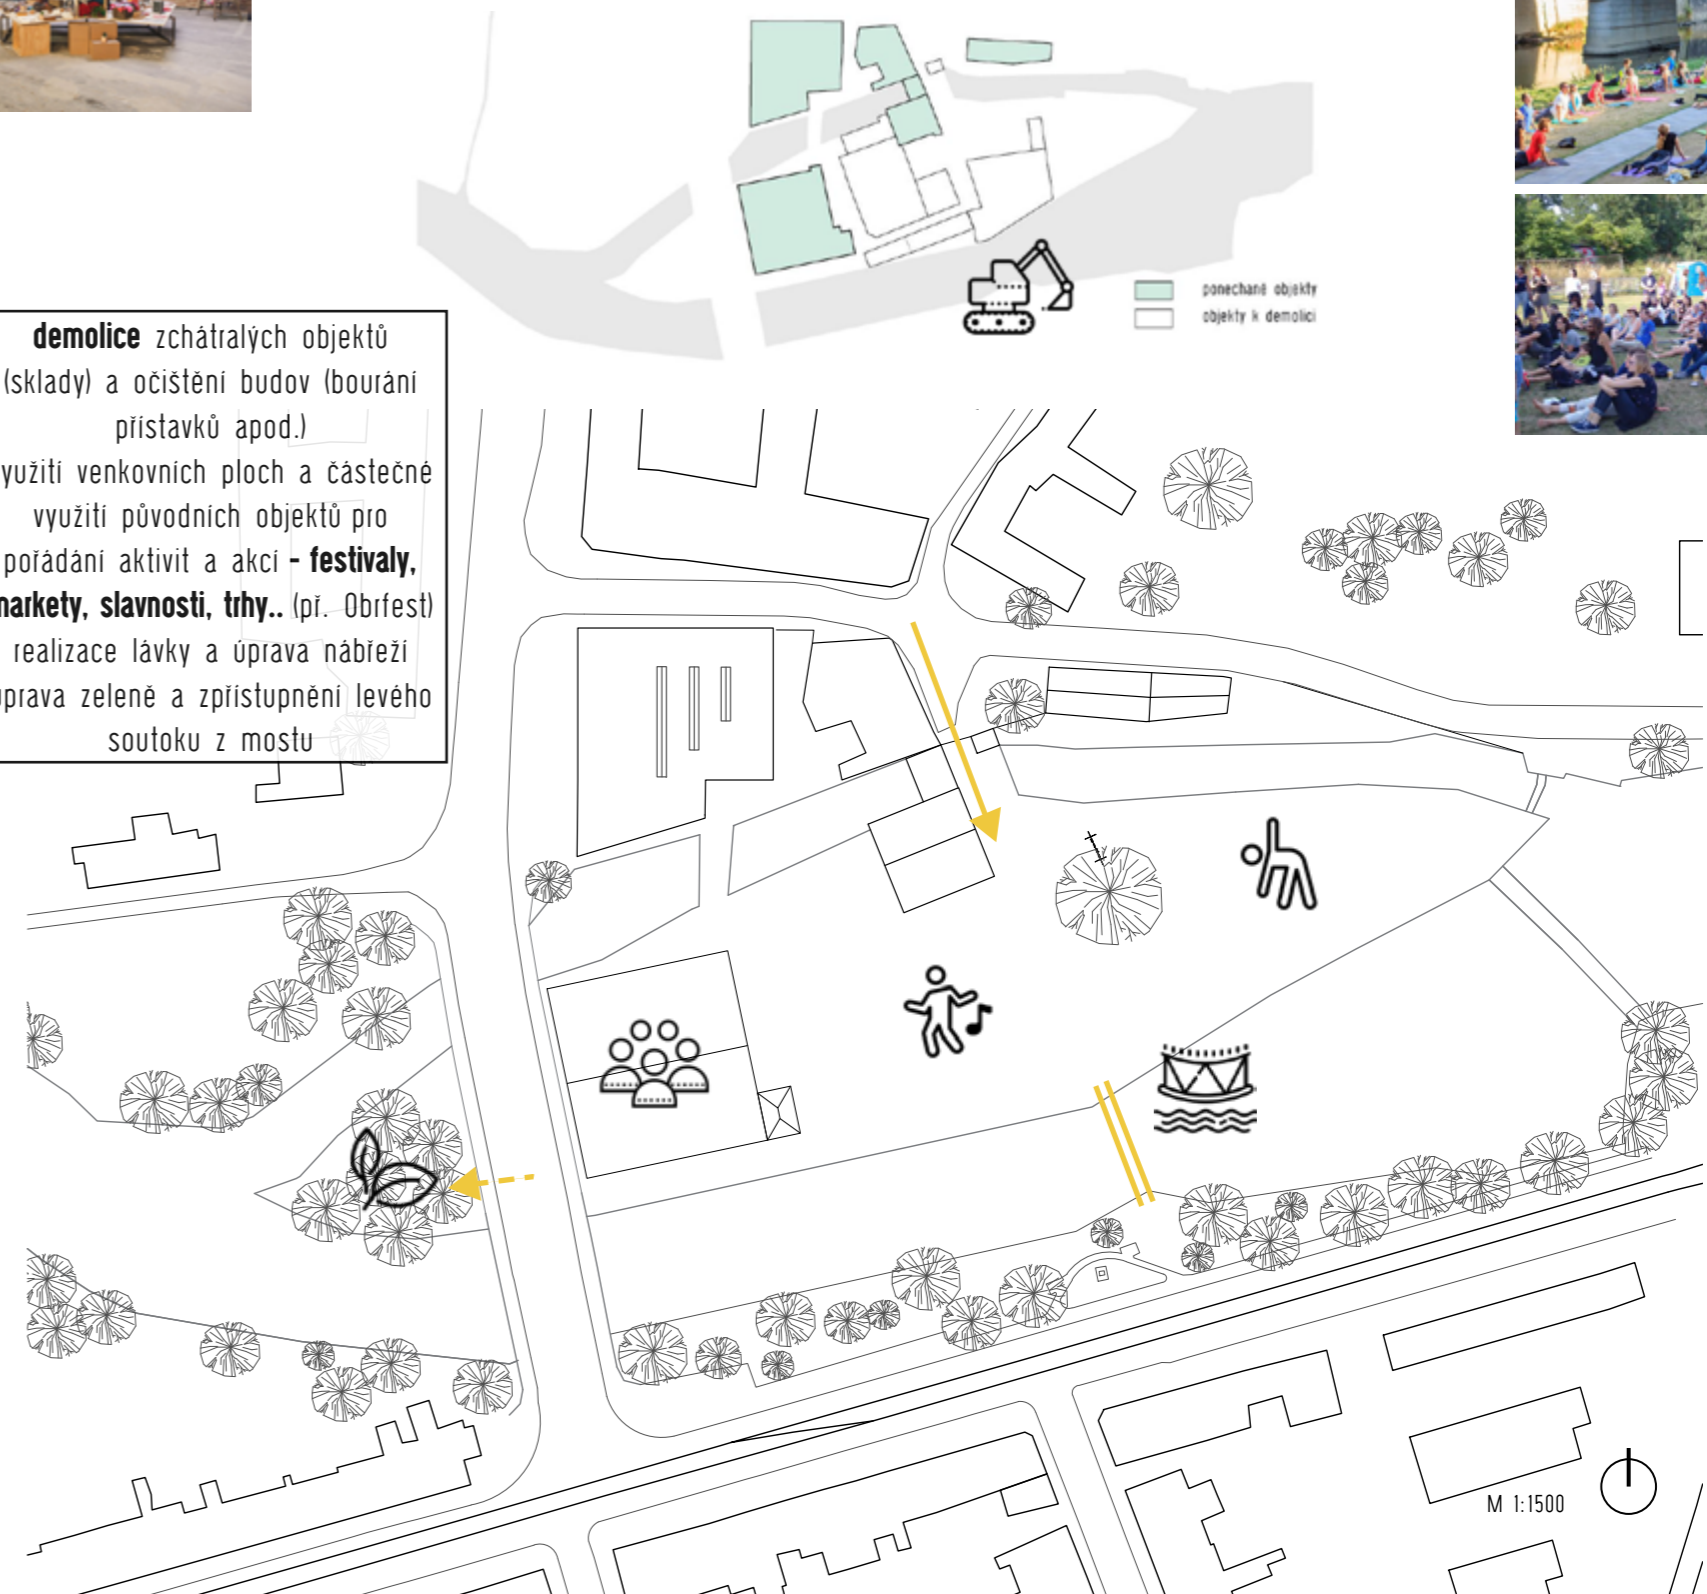 ponechané objekty
objekty k demolici
demolice zchátralých objektů
(sklady) a očištění budov (bourání
přístavků apod.)
yužití venkovních ploch a částečné
využití původních objektů pro
pořádání aktivit a akcí - festivaly,
narkety, slavnosti, trhy.. (př. Obrfest)
realizace lávky a úprava nábřeží
úprava zeleně a zpřístupnění levého
soutoku z mostu
M 1:1500